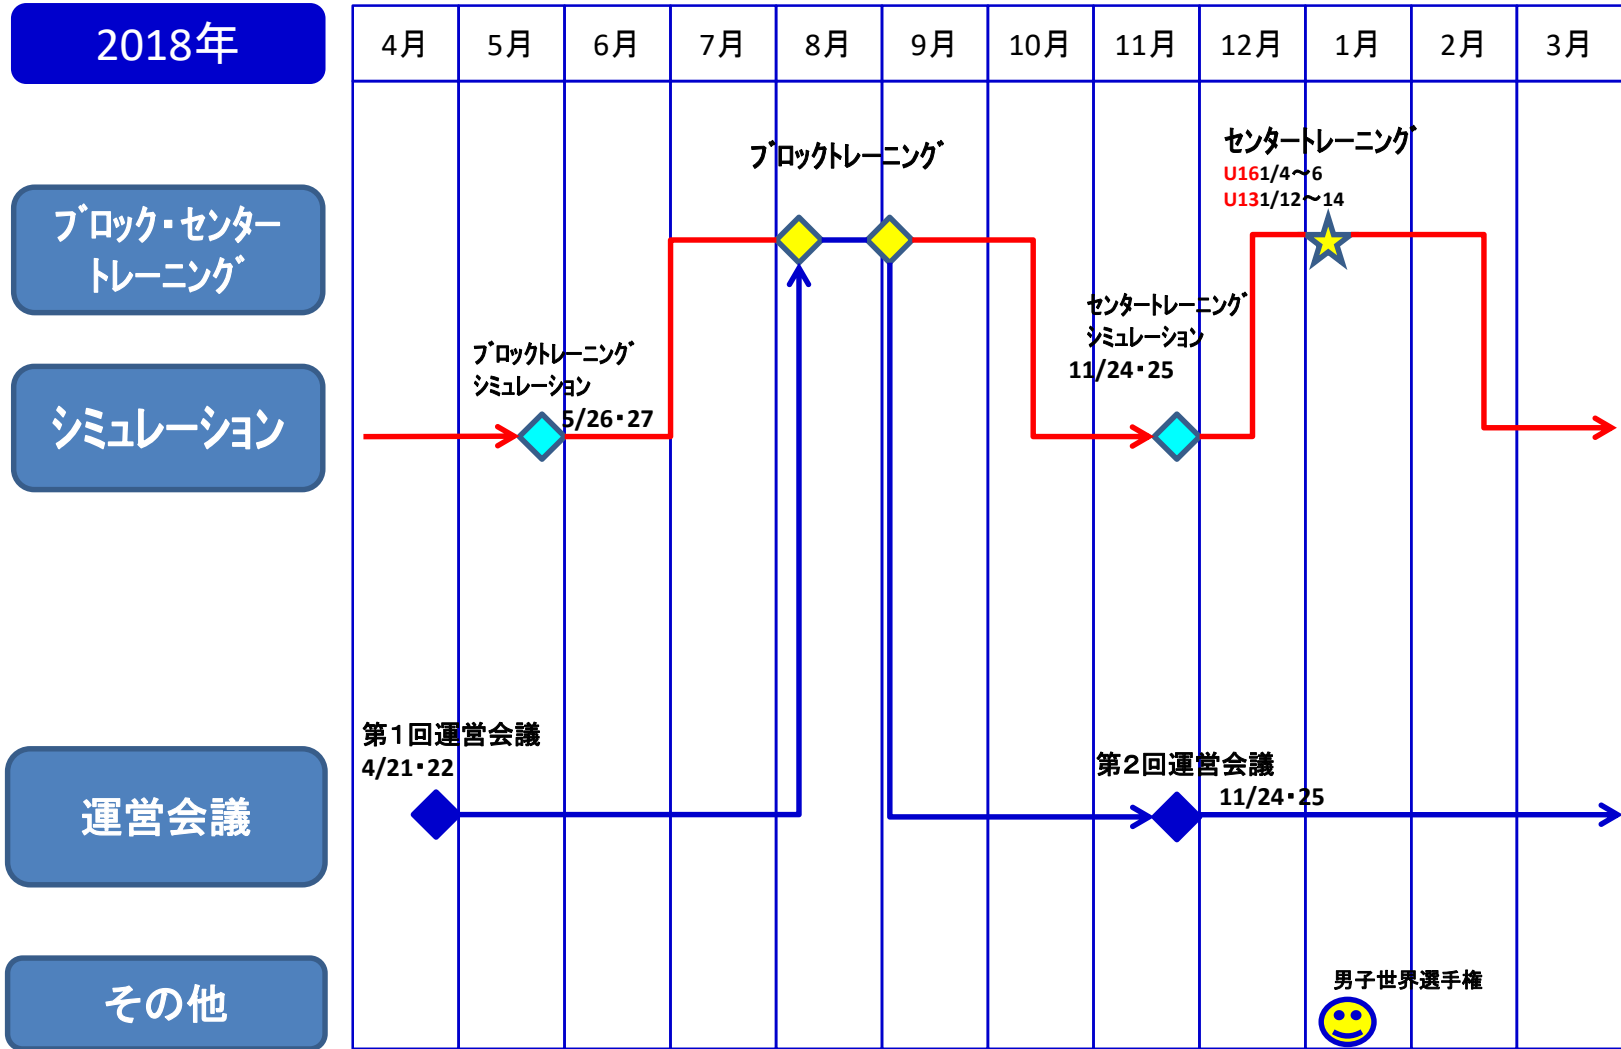 2018年
4月 5月 6月 7月 8月 9月 10月 11月 12月 1月 2月 3月
ブロック・センター
トレーニング
ブロックトレーニング
センタートレーニング
U161/4～6
U131/12～14
シミュレーション
ブロックトレーニング
シミュレーション
5/26・27
センタートレーニング
シミュレーション
11/24・25
運営会議
第1回運営会議
4/21・22
第2回運営会議
11/24・25
その他
男子世界選手権